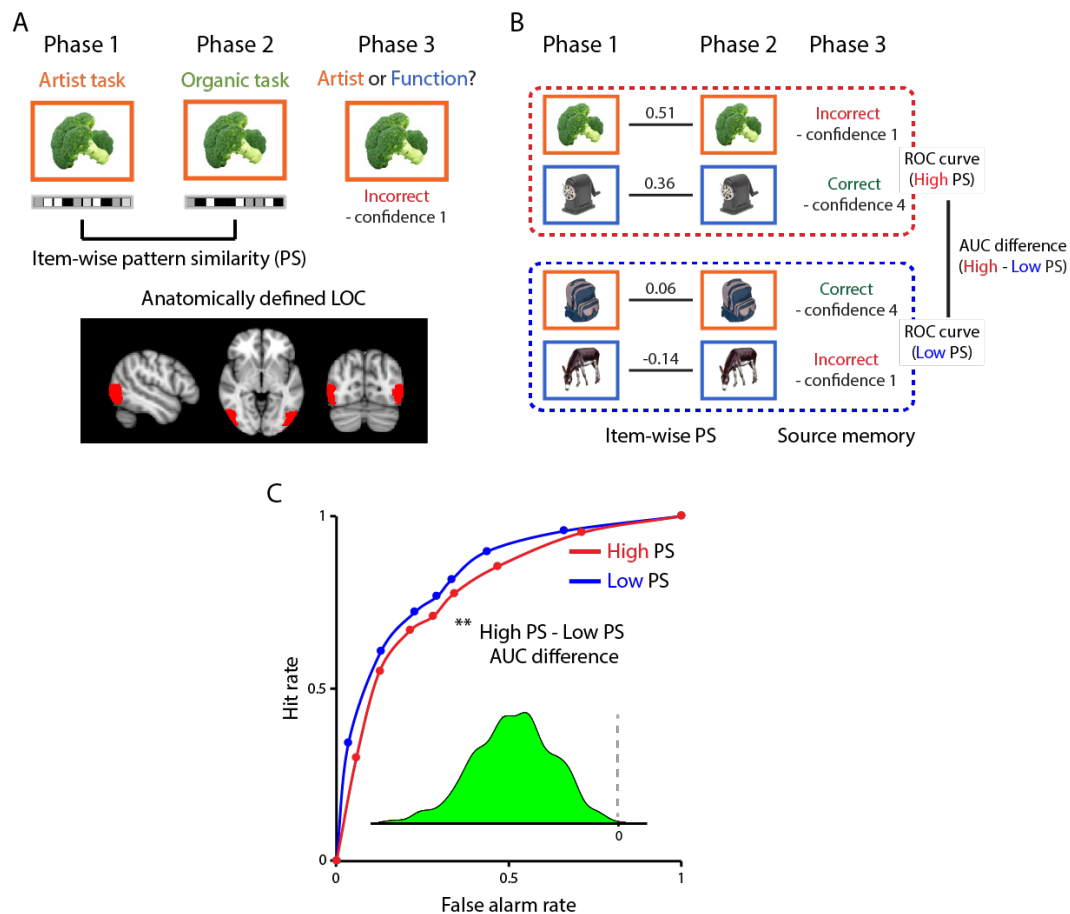 A
Phase 1
Phase 2
Phase 3
Artist task
Organic task
Artist or Function?
Incorrect
- confidence 1
Item-wise pattern similarity (PS)
Anatomically defined LOC
B
Phase 1
Phase 2
Phase 3
0.51
Incorrect
- confidence 1
0.36
Correct
- confidence 4
ROC curve
(High PS)
AUC difference
(High - Low PS)
0.06
Correct
- confidence 4
ROC curve
(Low PS)
-0.14
Incorrect
- confidence 1
Item-wise PS
Source memory
C
1
High PS
Low PS
** High PS - Low PS
AUC difference
0.5
Hit rate
0
0
0
0.5
1
False alarm rate